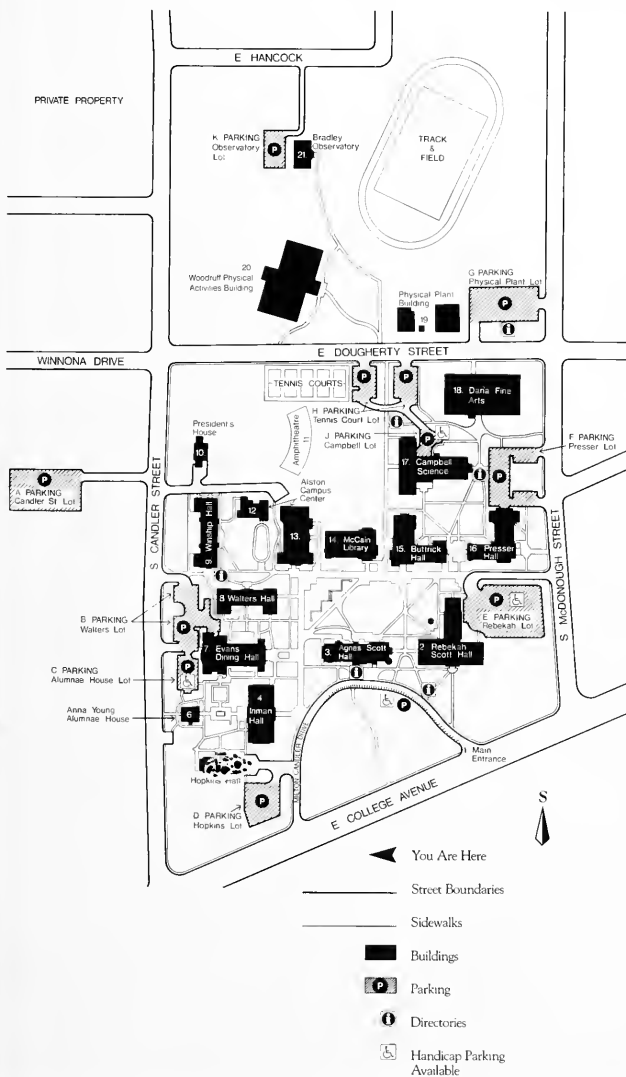 E HANCOCK
PRIVATE PROPERTY
K PARKING
Observatory
Lot
P
21.
Bradley
Observatory
TRACK
&
FIELD
20
Woodruff Physical
Activities Building
G PARKING
Physical Plant Lot
P
Physical Plant
Building
19
WINNONA DRIVE
E DOUGHERTY STREET
TENNIS COURTS
P
P
18. Dana Fine
Arts
H PARKING
Tennis Court Lot
J PARKING
Campbell Lot
P
F PARKING
Presser Lot
P
President's
House
10.
Amphitheatre
11
17.
Campbell
Science
P
A PARKING
Candler St Lot
S CANDLER STREET
Alston
Campus
Center
9 Winship Hall
12
13.
14. McCain
Library
15. Buttrick
Hall
16 Presser
Hall
S McDONOUGH STREET
8 Walters Hall
P
E PARKING
Rebekah Lot
B PARKING
Walters Lot
P
7 Evans
Dining Hall
3. Agnes Scott
Hall
2 Rebekah
Scott Hall
C PARKING
Alumnae House Lot
P
Anna Young
Alumnae House
6
4
Inman
Hall
P
Main
Entrance
Hopkins Hall
MILTON CANDLER DRIVE
D PARKING
Hopkins Lot
P
E COLLEGE AVENUE
S
You Are Here
Street Boundaries
Sidewalks
Buildings
P
Parking
Directories
Handicap Parking
Available